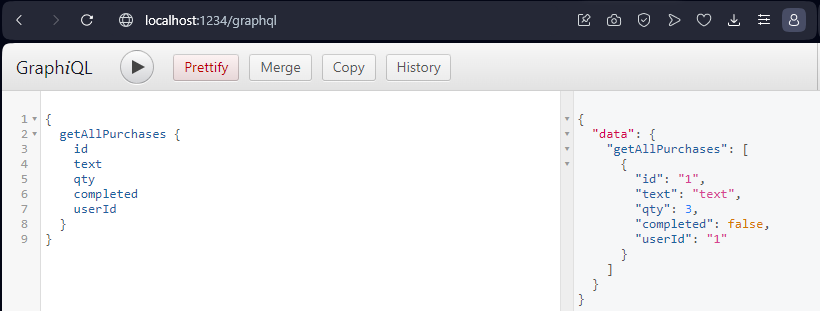 localhost:1234/graphql
GraphiQL Prettify Merge Copy History
1 {
2 getAllPurchases {
3 id
4 text
5 qty
6 completed
7 userId
8 }
9 }
{
"data": {
"getAllPurchases": [
{
"id": "1",
"text": "text",
"qty": 3,
"completed": false,
"userId": "1"
}
]
}
}